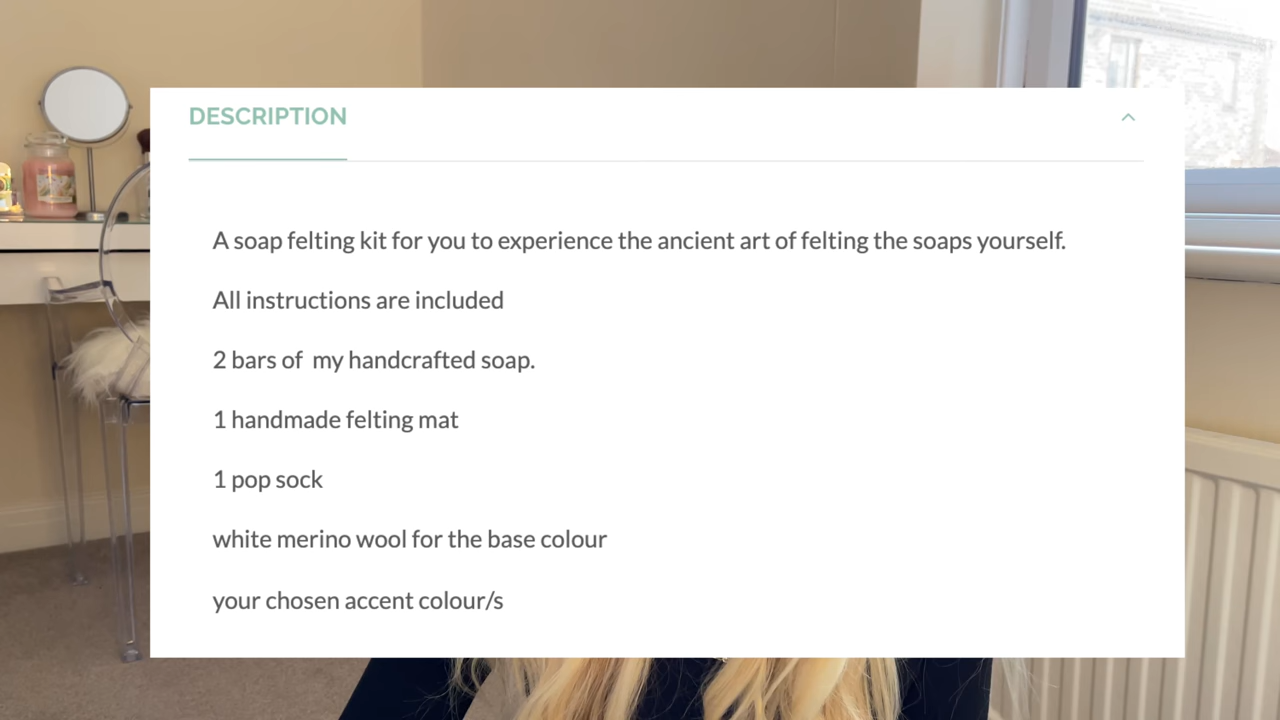 DESCRIPTION
A soap felting kit for you to experience the ancient art of felting the soaps yourself.
All instructions are included
2 bars of  my handcrafted soap.
1 handmade felting mat
1 pop sock
white merino wool for the base colour
your chosen accent colour/s